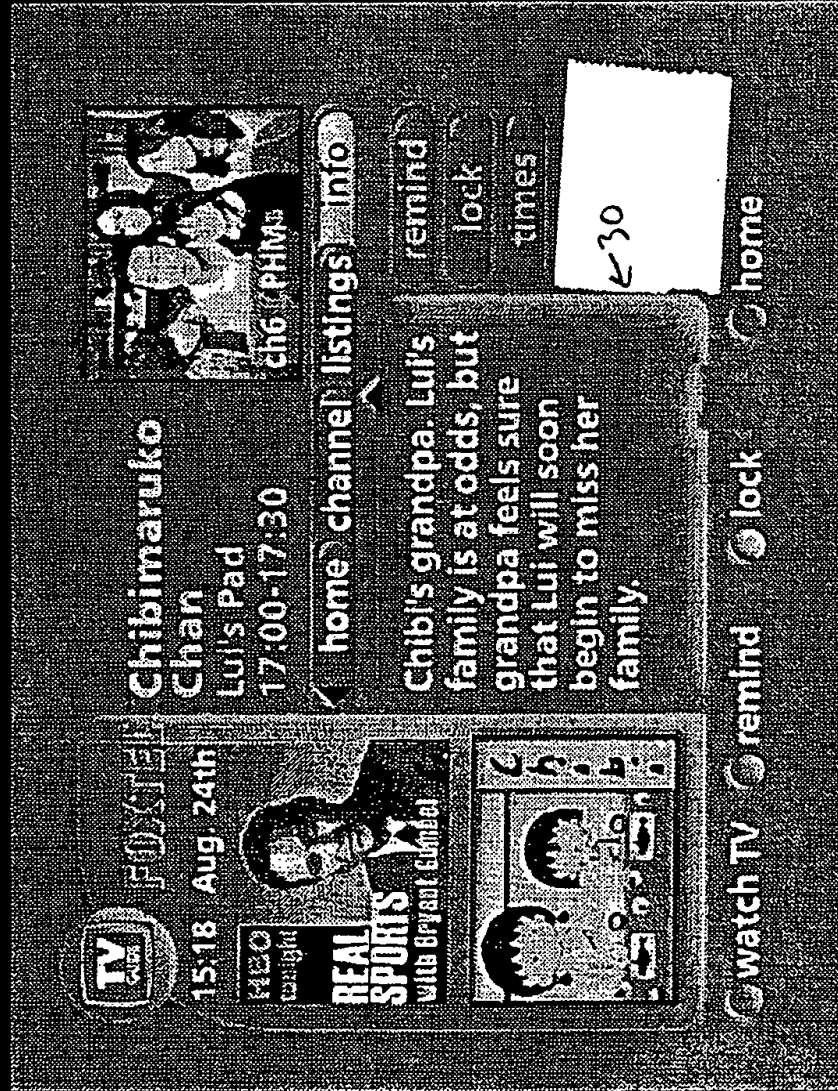 TV
GUIDE
FOXTEL
15:18 Aug. 24th
HBO
tonight
REAL
SPORTS
with Bryant Gumbel
Chibi
Chibimaruko
Chan
Lui's Pad
17:00-17:30
home channel listings info
Chibi's grandpa. Lui's
family is at odds, but
grandpa feels sure
that Lui will soon
begin to miss her
family.
remind
lock
times
←30
watch TV remind lock home